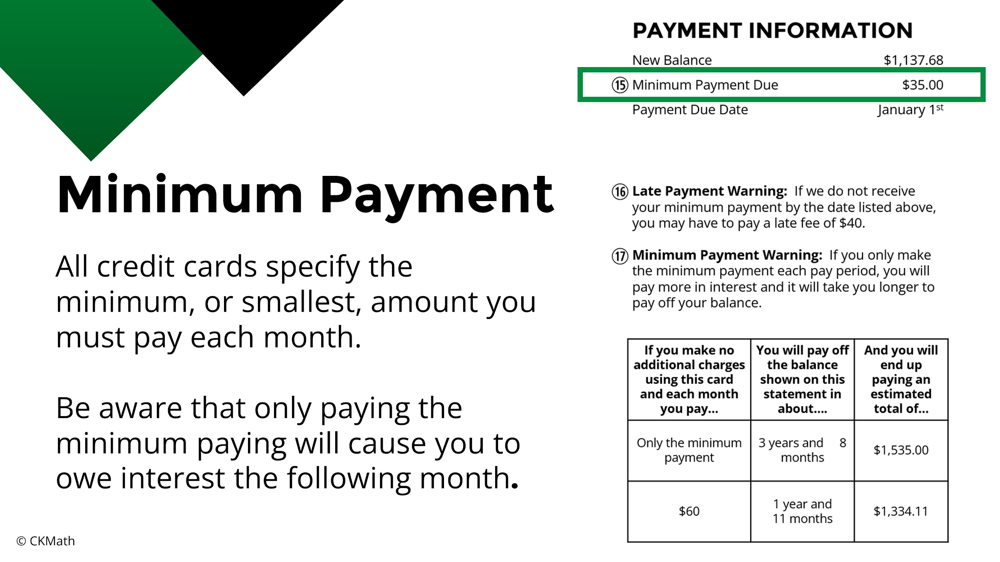 Minimum Payment
All credit cards specify the
minimum, or smallest, amount you
must pay each month.
Be aware that only paying the
minimum paying will cause you to
owe interest the following month.
© CKMath
PAYMENT INFORMATION
New Balance $1,137.68
⑮ Minimum Payment Due $35.00
Payment Due Date January 1st
⑯ Late Payment Warning: If we do not receive
your minimum payment by the date listed above,
you may have to pay a late fee of $40.
⑰ Minimum Payment Warning: If you only make
the minimum payment each pay period, you will
pay more in interest and it will take you longer to
pay off your balance.
If you make no
additional charges
using this card
and each month
you pay...
You will pay off
the balance
shown on this
statement in
about....
And you will
end up
paying an
estimated
total of...
Only the minimum
payment
3 years and 8
months
$1,535.00
$60
1 year and
11 months
$1,334.11